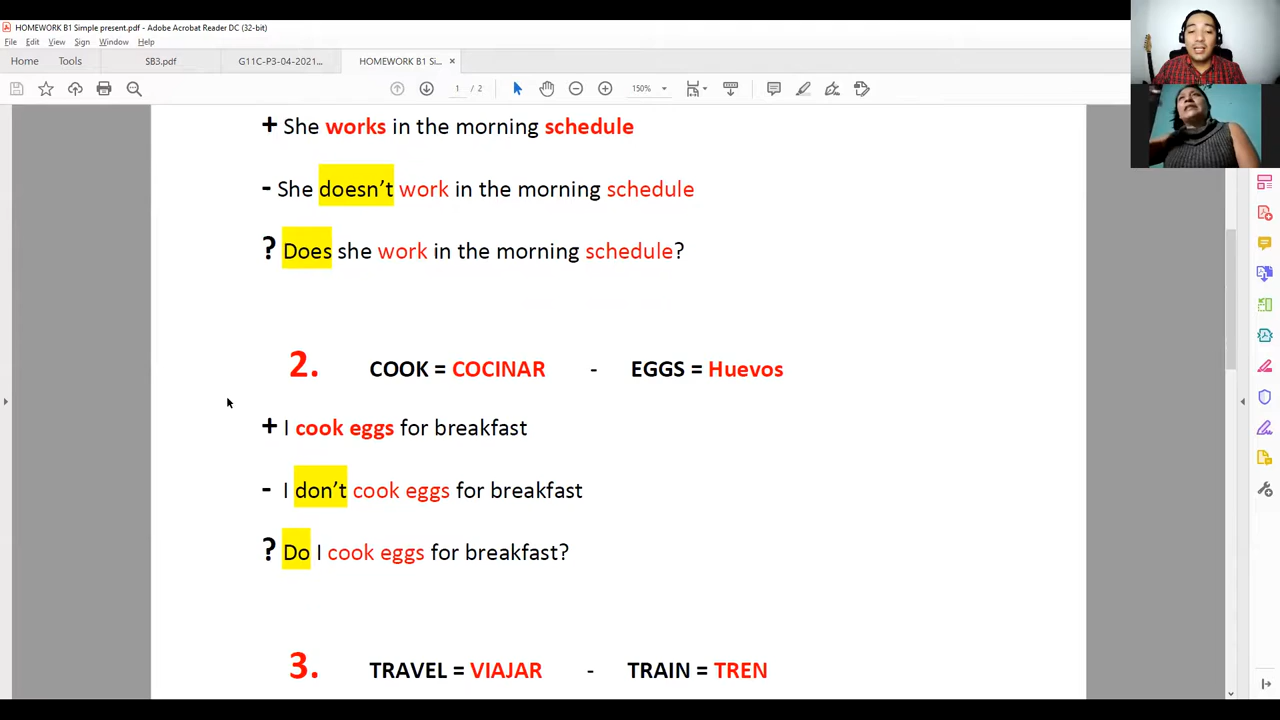 HOMEWORK B1 Simple present.pdf - Adobe Acrobat Reader DC (32-bit)
File Edit View Sign Window Help
Home Tools SB3.pdf G11C-P3-04-2021... HOMEWORK B1 Si... ×
1 / 2 150%
+ She works in the morning schedule
- She doesn’t work in the morning schedule
? Does she work in the morning schedule?
2. COOK = COCINAR - EGGS = Huevos
+ I cook eggs for breakfast
- I don’t cook eggs for breakfast
? Do I cook eggs for breakfast?
3. TRAVEL = VIAJAR - TRAIN = TREN